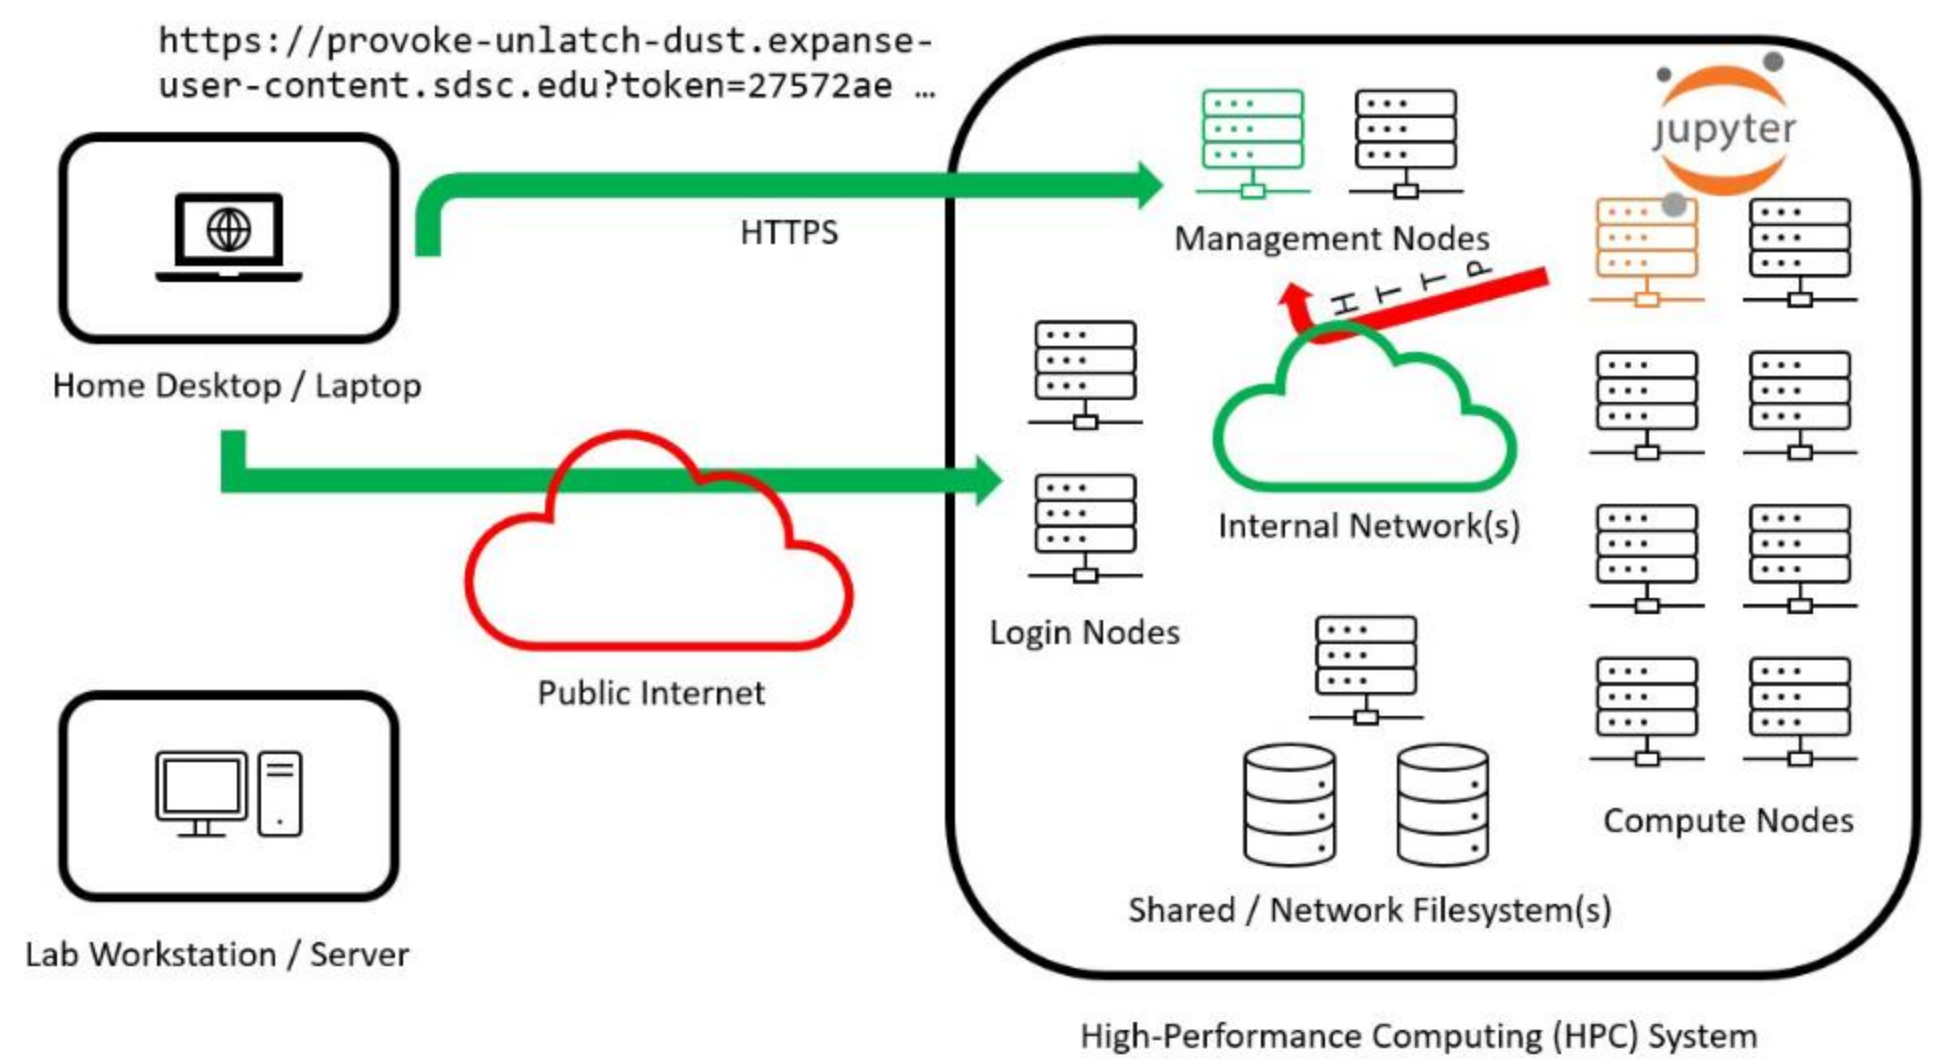 https://provoke-unlatch-dust.expanse-
user-content.sdsc.edu?token=27572ae …
jupyter
HTTPS
Management Nodes
HTTP
Home Desktop / Laptop
Internal Network(s)
Login Nodes
Public Internet
Compute Nodes
Shared / Network Filesystem(s)
Lab Workstation / Server
High-Performance Computing (HPC) System